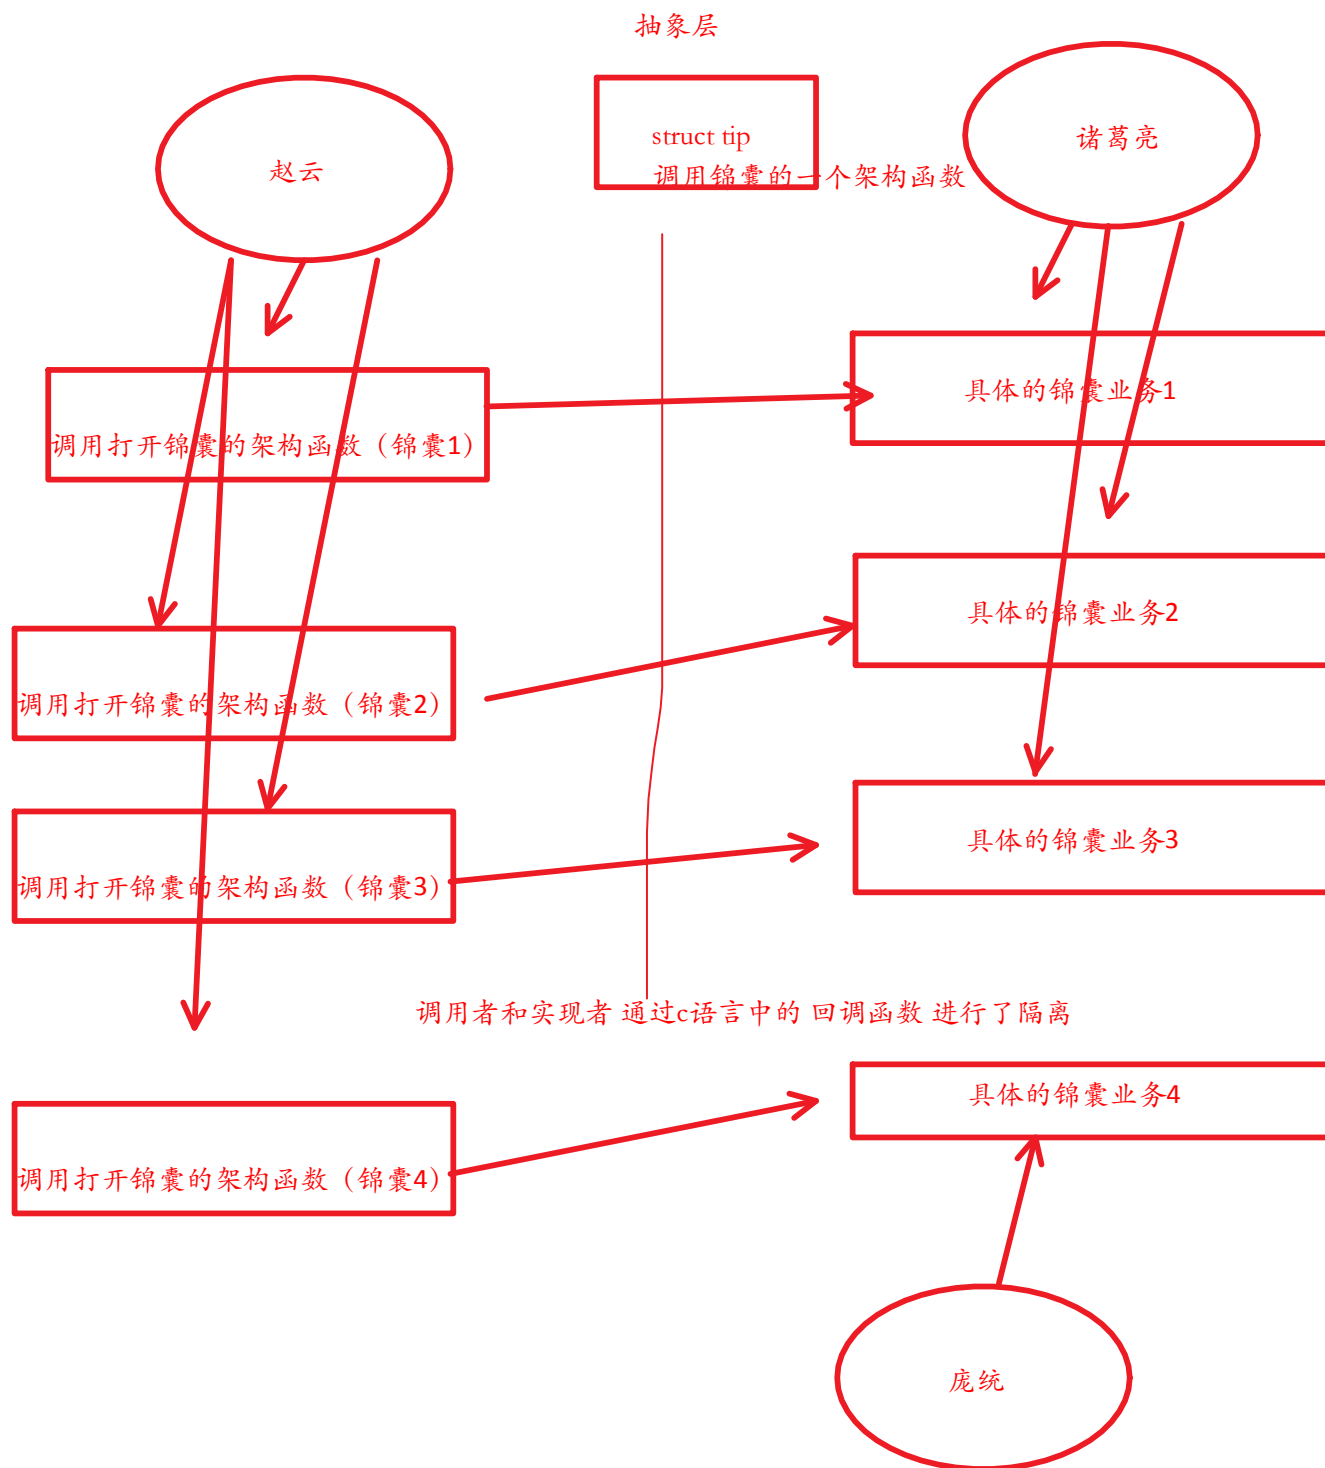 抽象层
赵云
struct tip
调用锦囊的一个架构函数
诸葛亮
调用打开锦囊的架构函数（锦囊1）
具体的锦囊业务1
调用打开锦囊的架构函数（锦囊2）
具体的锦囊业务2
调用打开锦囊的架构函数（锦囊3）
具体的锦囊业务3
调用者和实现者 通过c语言中的 回调函数 进行了隔离
调用打开锦囊的架构函数（锦囊4）
具体的锦囊业务4
庞统